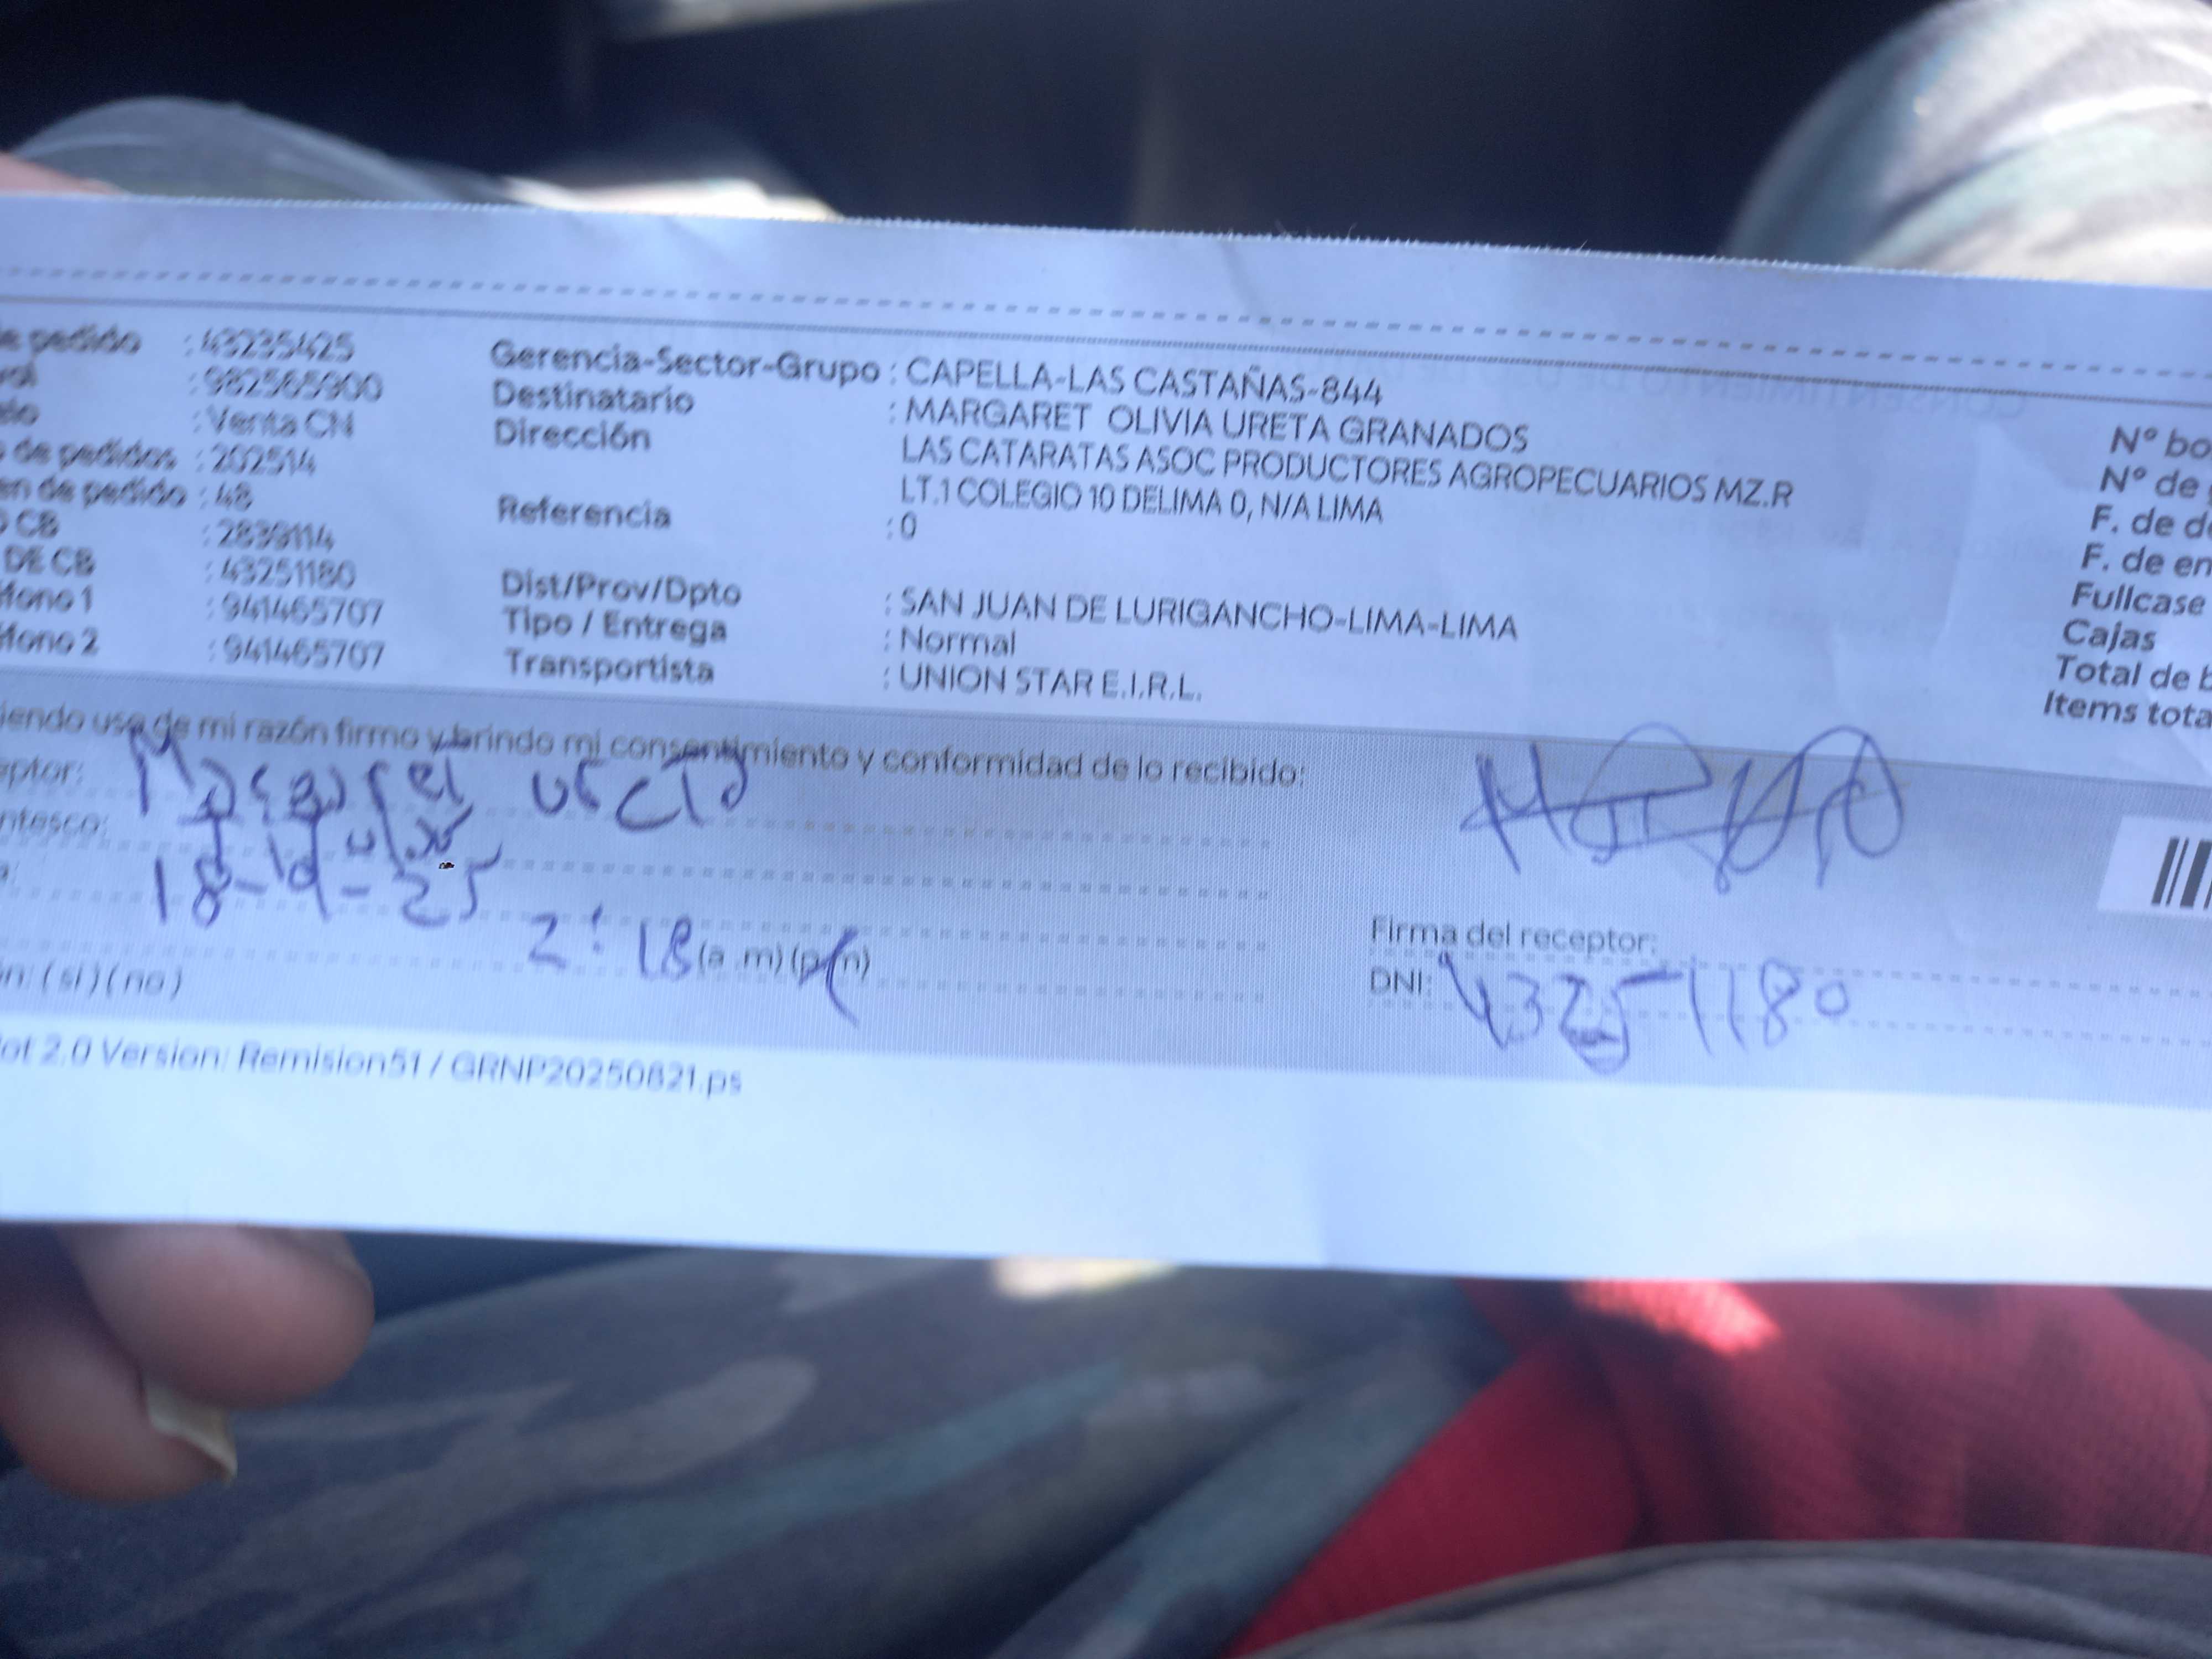 de pedido : 43235425
: 982565900
: Venta CN
de pedidos : 202514
en de pedido : 48
CB : 2839114
DE CB : 43251180
fono 1 : 941465707
fono 2 : 941465707
Gerencia-Sector-Grupo : CAPELLA-LAS CASTAÑAS-844
Destinatario : MARGARET OLIVIA URETA GRANADOS
Dirección LAS CATARATAS ASOC PRODUCTORES AGROPECUARIOS MZ.R
LT.1 COLEGIO 10 DELIMA 0, N/A LIMA
Referencia : 0
Dist/Prov/Dpto : SAN JUAN DE LURIGANCHO-LIMA-LIMA
Tipo / Entrega : Normal
Transportista : UNION STAR E.I.R.L.
N° bo
N° de
F. de de
F. de en
Fullcase
Cajas
Total de b
Items tota
iendo uso de mi razón firmo y brindo mi consentimiento y conformidad de lo recibido:
eptor: Margaret Ureta
ntesco:
a: 18-19-25
2:18 (a.m) (p.m)
n: (si) (no)
Firma del receptor:
DNI: 43251180
ot 2.0 Version: Remision51 / GRNP20250821.ps